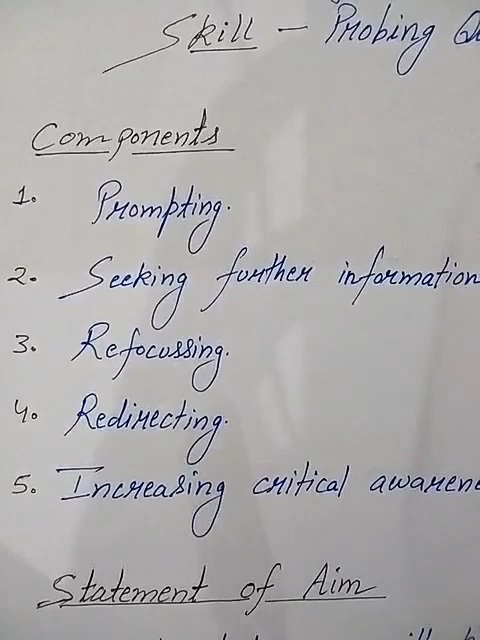 Skill - Probing Q
Components
1. Prompting.
2. Seeking further information
3. Refocussing.
4. Redirecting.
5. Increasing critical awaren
Statement of Aim